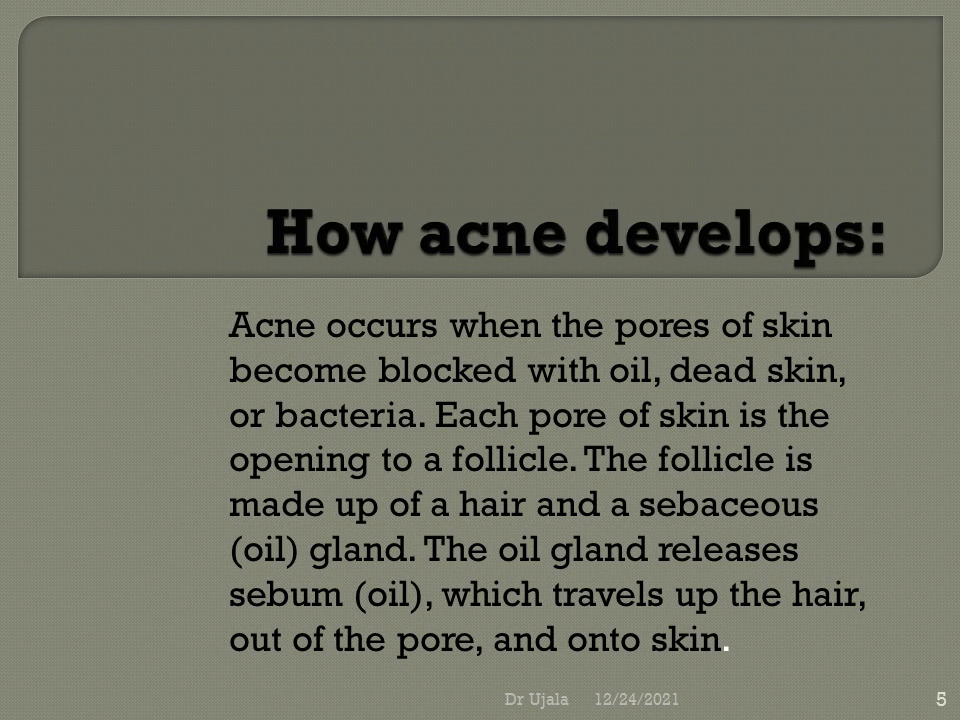 How acne develops:
Acne occurs when the pores of skin
become blocked with oil, dead skin,
or bacteria. Each pore of skin is the
opening to a follicle. The follicle is
made up of a hair and a sebaceous
(oil) gland. The oil gland releases
sebum (oil), which travels up the hair,
out of the pore, and onto skin.
Dr Ujala 12/24/2021 5